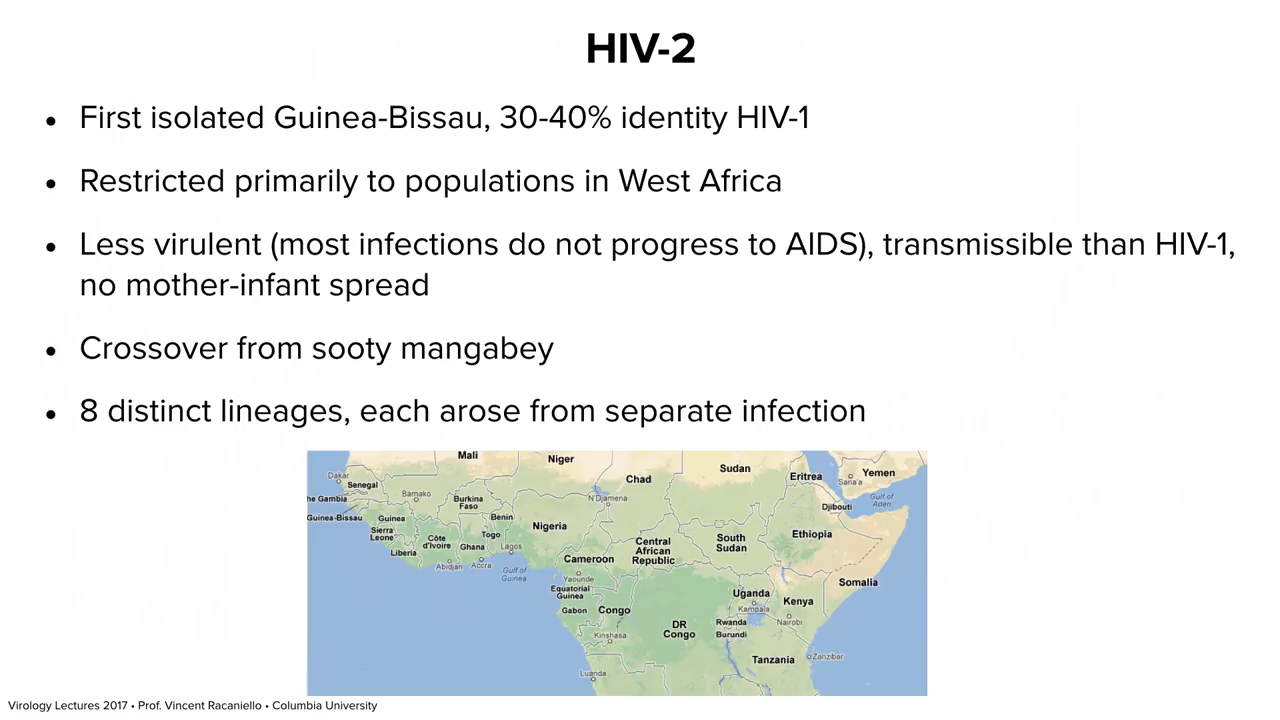 HIV-2
• First isolated Guinea-Bissau, 30-40% identity HIV-1
• Restricted primarily to populations in West Africa
• Less virulent (most infections do not progress to AIDS), transmissible than HIV-1,
no mother-infant spread
• Crossover from sooty mangabey
• 8 distinct lineages, each arose from separate infection
Mali
Niger
Chad
Sudan
Eritrea
Yemen
Sana'a
Dakar
Senegal
Bamako
Burkina
Faso
N'Djamena
Gulf of
Aden
he Gambia
Djibouti
Guinea-Bissau
Guinea
Benin
Nigeria
Sierra
Leone
Côte
d'Ivoire
Ghana
Togo
Lagos
Liberia
Abidjan
Accra
Gulf of
Guinea
Cameroon
Central
African
Republic
South
Sudan
Ethiopia
Somalia
Yaounde
Equatorial
Guinea
Gabon
Congo
Uganda
Kampala
Kenya
Nairobi
DR
Congo
Rwanda
Burundi
Kinshasa
Tanzania
Zanzibar
Luanda
Virology Lectures 2017 • Prof. Vincent Racaniello • Columbia University